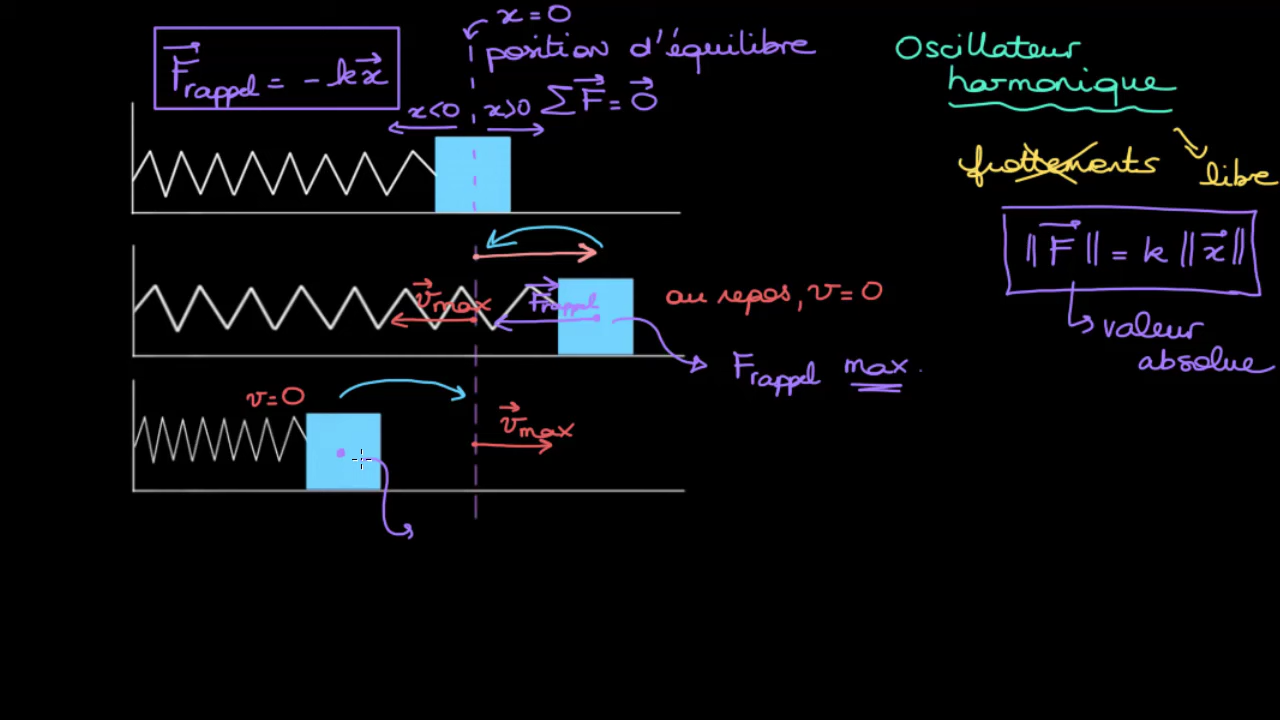 x = 0
position d'équilibre
F⃗rappel = - kx⃗
x<0 x>0 ΣF⃗ = 0⃗
Oscillateur
harmonique
frottements
libre
||F⃗|| = k ||x⃗||
valeur
absolue
v⃗max
F⃗rappel
au repos, v = 0
Frappel max
v = 0
v⃗max